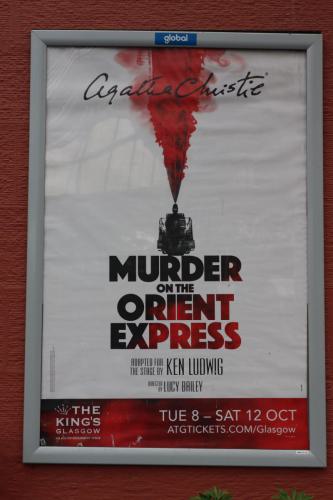 global
Agatha Christie
MURDER
ON THE
ORIENT
EXPRESS
ADAPTED FOR
THE STAGE BY KEN LUDWIG
DIRECTED BY LUCY BAILEY
THE
KING'S
GLASGOW
TUE 8 – SAT 12 OCT
ATGTICKETS.COM/Glasgow